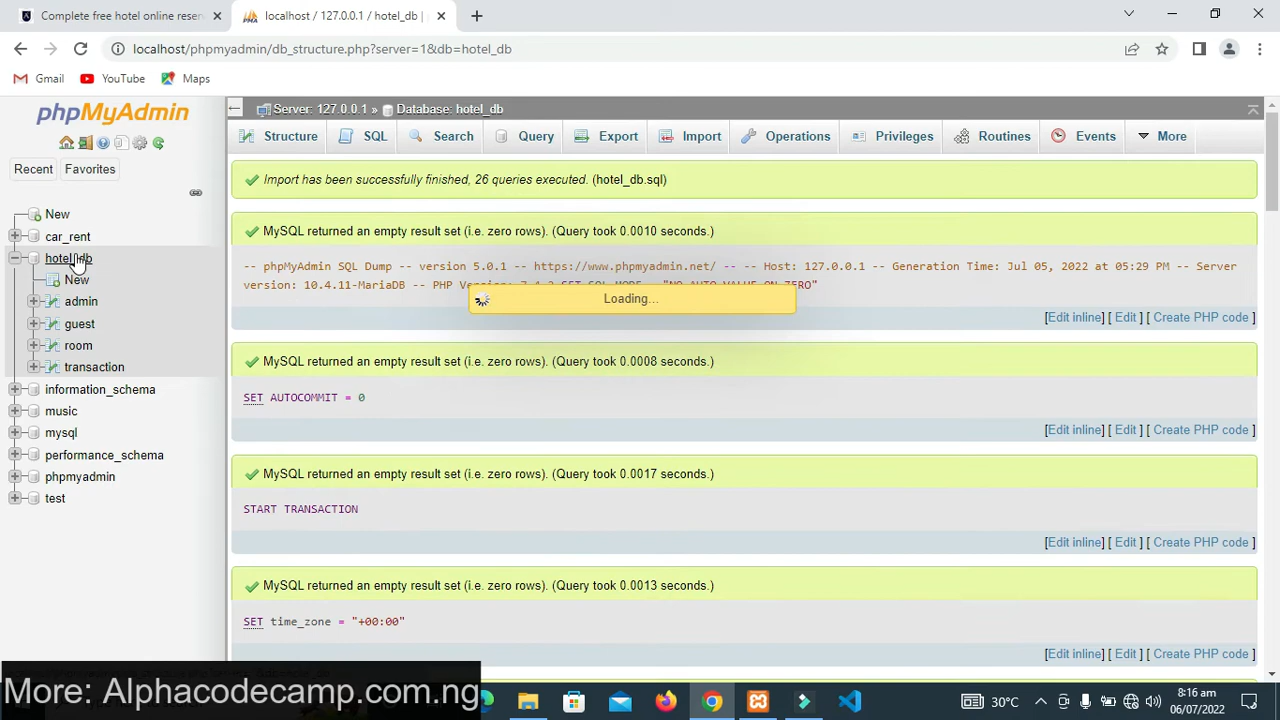 Complete free hotel online reser
localhost / 127.0.0.1 / hotel_db |
localhost/phpmyadmin/db_structure.php?server=1&db=hotel_db
Gmail YouTube Maps
phpMyAdmin
Recent Favorites
New
car_rent
hotel_db
New
admin
guest
room
transaction
information_schema
music
mysql
performance_schema
phpmyadmin
test
Server: 127.0.0.1 » Database: hotel_db
Structure SQL Search Query Export Import Operations Privileges Routines Events More
Import has been successfully finished, 26 queries executed. (hotel_db.sql)
MySQL returned an empty result set (i.e. zero rows). (Query took 0.0010 seconds.)
-- phpMyAdmin SQL Dump -- version 5.0.1 -- https://www.phpmyadmin.net/ -- -- Host: 127.0.0.1 -- Generation Time: Jul 05, 2022 at 05:29 PM -- Server
version: 10.4.11-MariaDB -- PHP Version: 7.4.2 SET SQL_MODE = "NO_AUTO_VALUE_ON_ZERO"
Loading...
[Edit inline] [ Edit ] [ Create PHP code ]
MySQL returned an empty result set (i.e. zero rows). (Query took 0.0008 seconds.)
SET AUTOCOMMIT = 0
[Edit inline] [ Edit ] [ Create PHP code ]
MySQL returned an empty result set (i.e. zero rows). (Query took 0.0017 seconds.)
START TRANSACTION
[Edit inline] [ Edit ] [ Create PHP code ]
MySQL returned an empty result set (i.e. zero rows). (Query took 0.0013 seconds.)
SET time_zone = "+00:00"
[Edit inline] [ Edit ] [ Create PHP code ]
More: Alphacodecamp.com.ng
30°C
8:16 am
06/07/2022